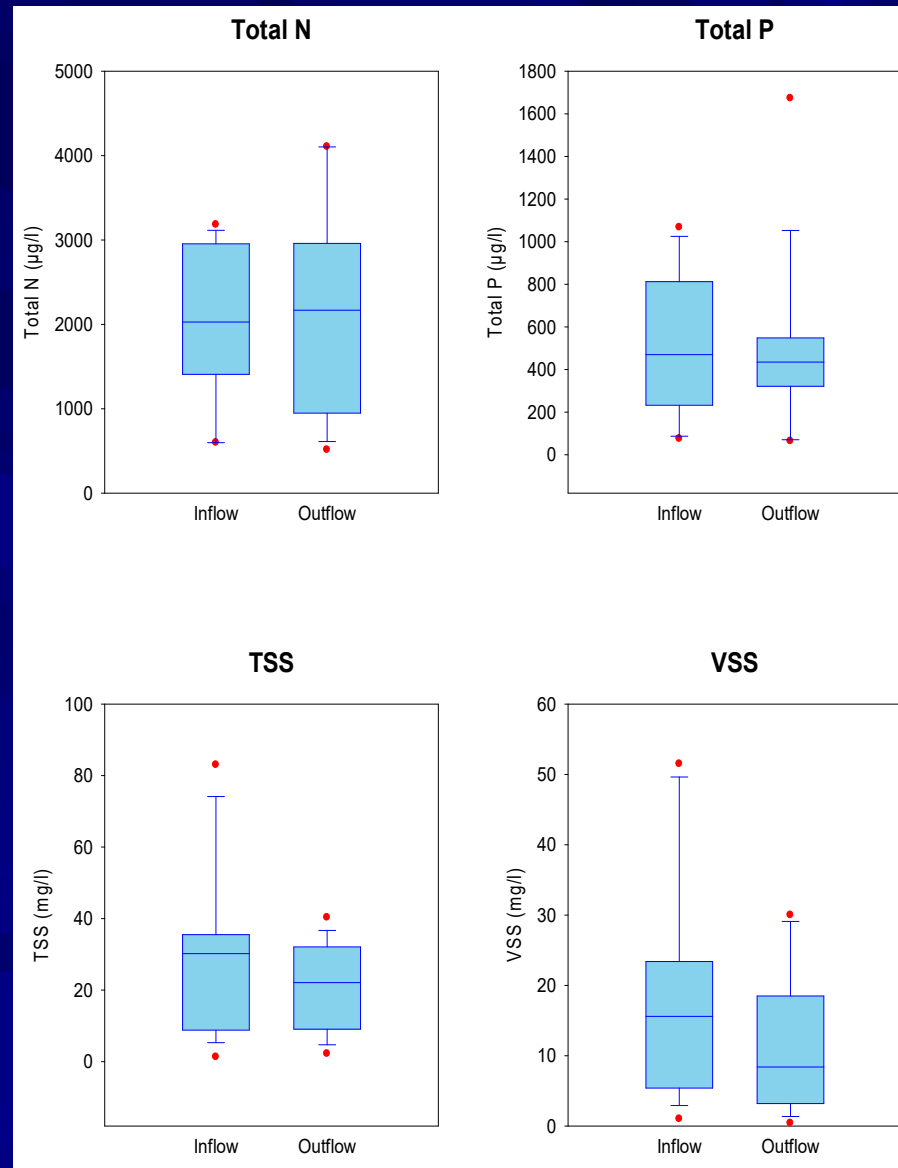 Total N
5000
4000
3000
2000
1000
0
Total N (µg/l)
Inflow Outflow
Total P
1800
1600
1400
1200
1000
800
600
400
200
0
Total P (µg/l)
Inflow Outflow
TSS
100
80
60
40
20
0
TSS (mg/l)
Inflow Outflow
VSS
60
50
40
30
20
10
0
VSS (mg/l)
Inflow Outflow